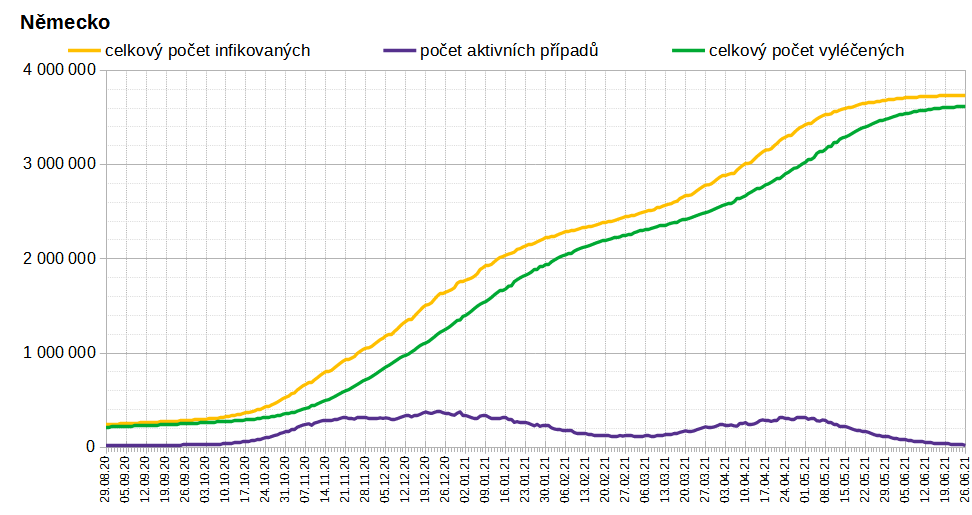 Německo
celkový počet infikovaných počet aktivních případů celkový počet vyléčených
4 000 000
3 000 000
2 000 000
1 000 000
0
29.08.20 05.09.20 12.09.20 19.09.20 26.09.20 03.10.20 10.10.20 17.10.20 24.10.20 31.10.20 07.11.20 14.11.20 21.11.20 28.11.20 05.12.20 12.12.20 19.12.20 26.12.20 02.01.21 09.01.21 16.01.21 23.01.21 30.01.21 06.02.21 13.02.21 20.02.21 27.02.21 06.03.21 13.03.21 20.03.21 27.03.21 03.04.21 10.04.21 17.04.21 24.04.21 01.05.21 08.05.21 15.05.21 22.05.21 29.05.21 05.06.21 12.06.21 19.06.21 26.06.21